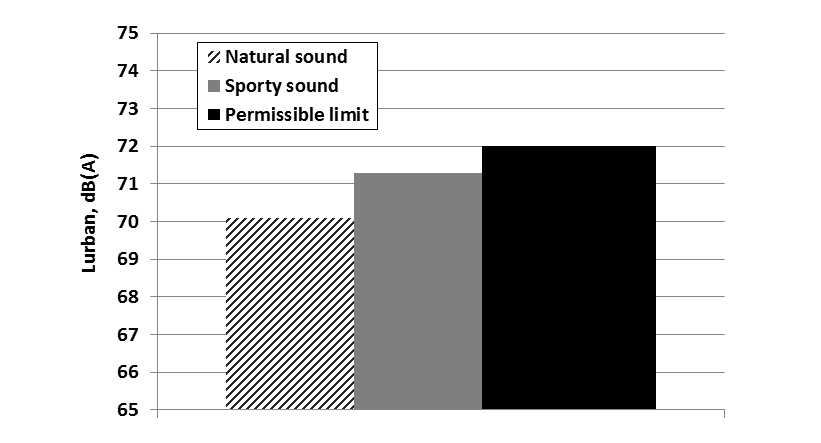 75
74
73
72
71
70
69
68
67
66
65
Lurban, dB(A)
Natural sound
Sporty sound
Permissible limit